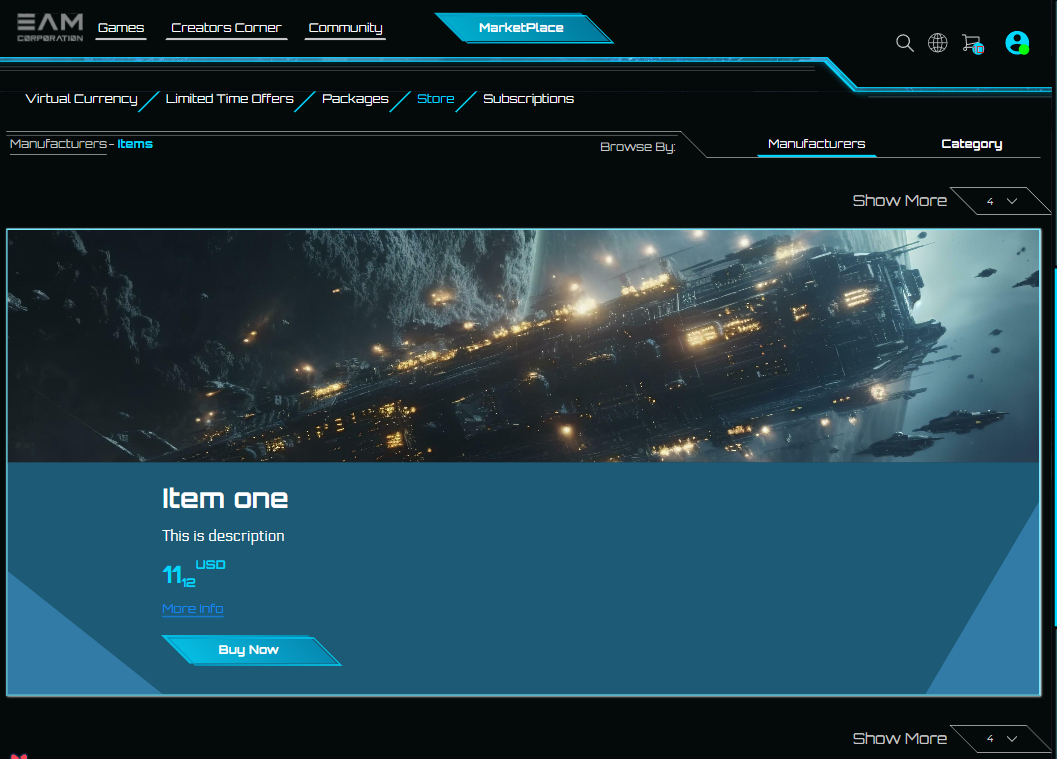 EAM
CORPORATION
Games Creators Corner Community MarketPlace
Virtual Currency Limited Time Offers Packages Store Subscriptions
Manufacturers - Items Browse By: Manufacturers Category
Show More 4
Item one
This is description
11 12 USD
More Info
Buy Now
Show More 4